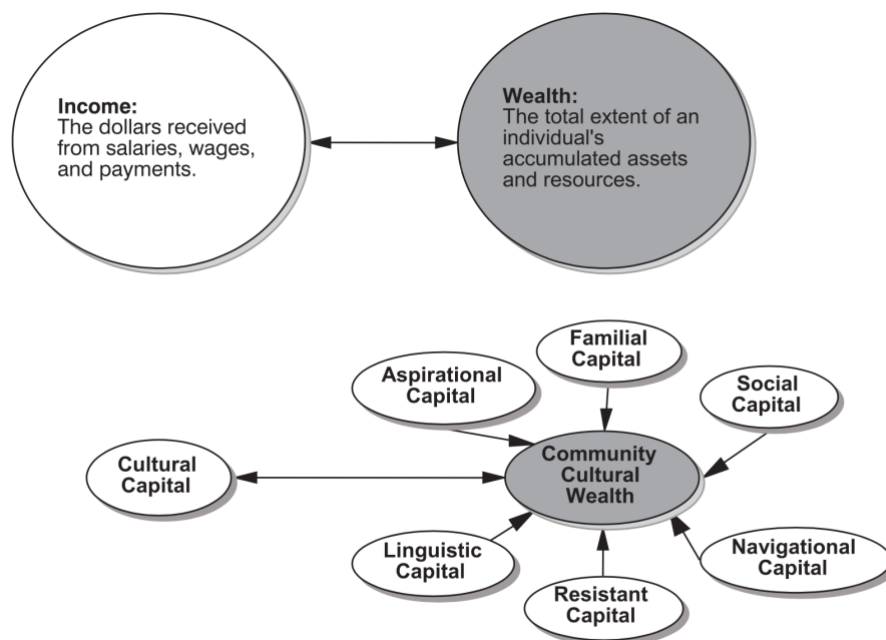 Income:
The dollars received
from salaries, wages,
and payments.
Wealth:
The total extent of an
individual's
accumulated assets
and resources.
Familial
Capital
Aspirational
Capital
Social
Capital
Cultural
Capital
Community
Cultural
Wealth
Linguistic
Capital
Navigational
Capital
Resistant
Capital